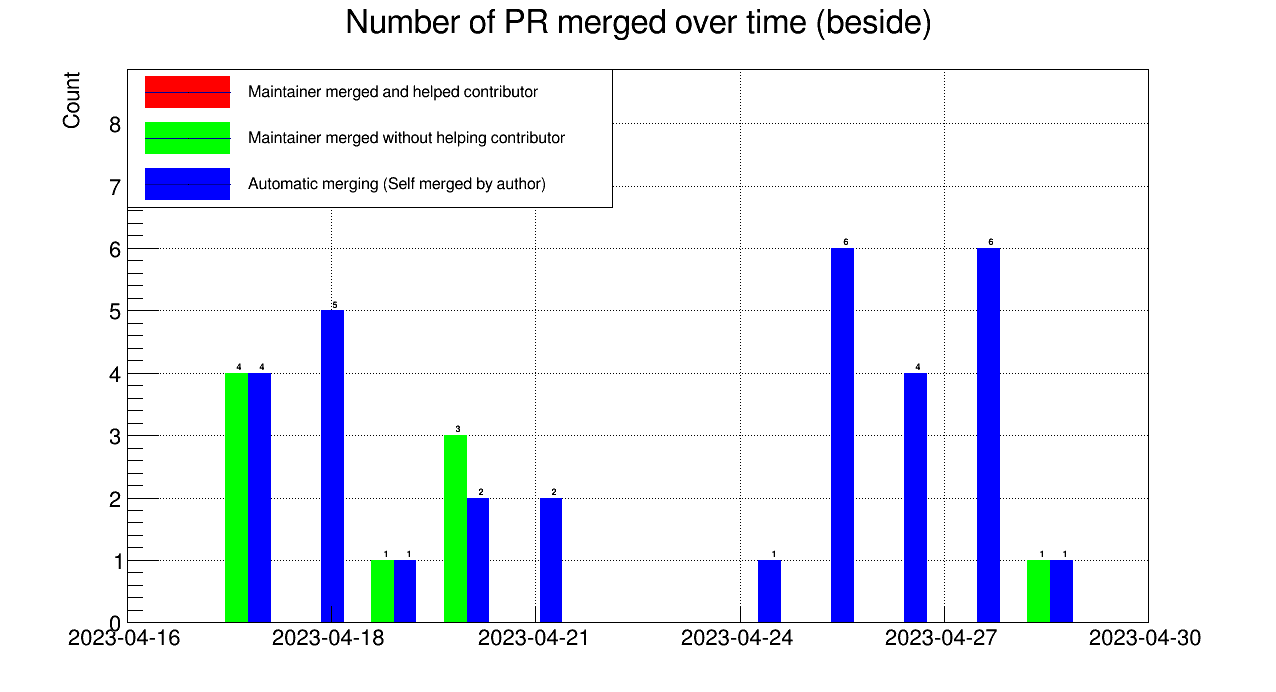 Number of PR merged over time (beside)
Count
Maintainer merged and helped contributor
Maintainer merged without helping contributor
Automatic merging (Self merged by author)
8
7
6
5
4
3
2
1
0
4 4 5 1 1 3 2 2 1 6 4 6 1 1
2023-04-16 2023-04-18 2023-04-21 2023-04-24 2023-04-27 2023-04-30